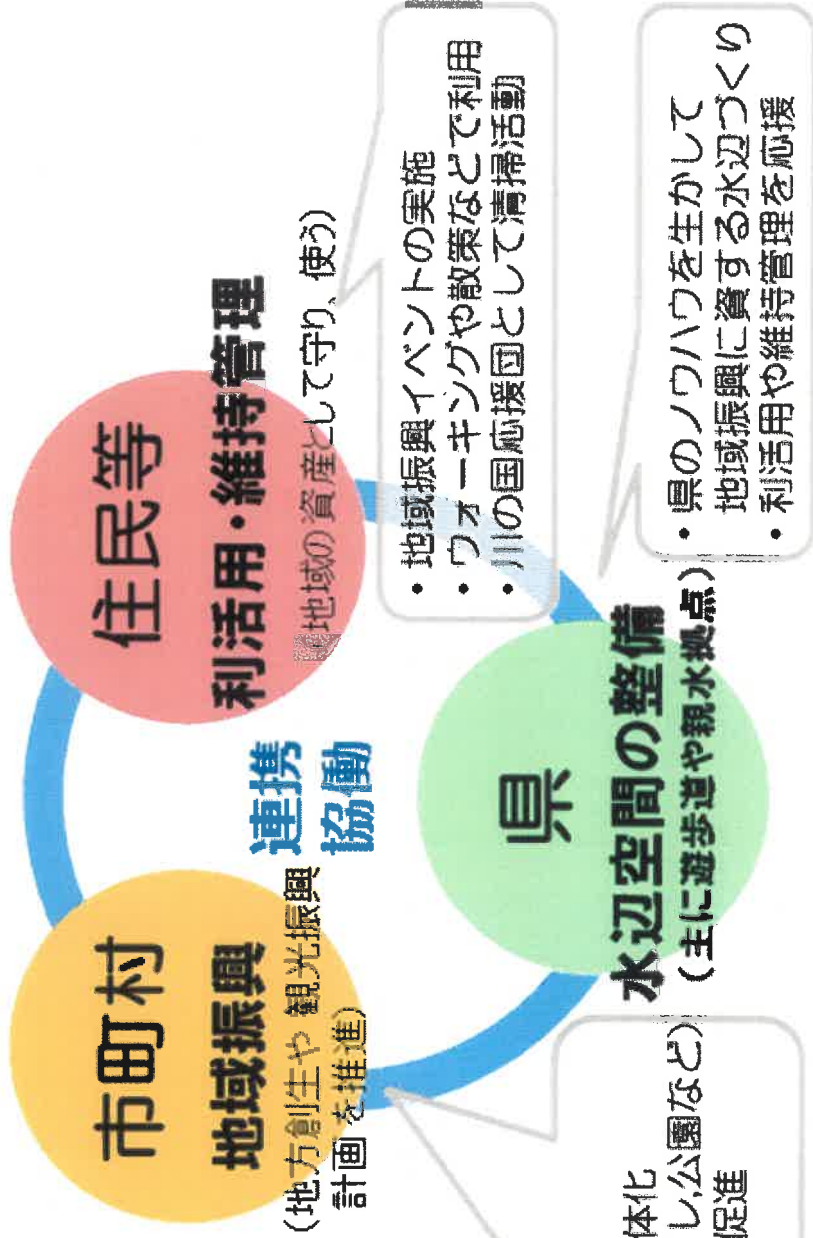 市町村
地域振興
(地方創生や 観光振興
計画 を推進)
住民等
利活用・維持管理
(地域の資産として守り、使う)
連携
協働
県
水辺空間の整備
(主に遊歩道や親水拠点)
・地域振興イベントの実施
・ウォーキングや散策などで利用
・川の国応援団として清掃活動
・県のノウハウを生かして
地域振興に資する水辺づくり
・利活用や維持管理を応援
体化
し,公園など)
促進